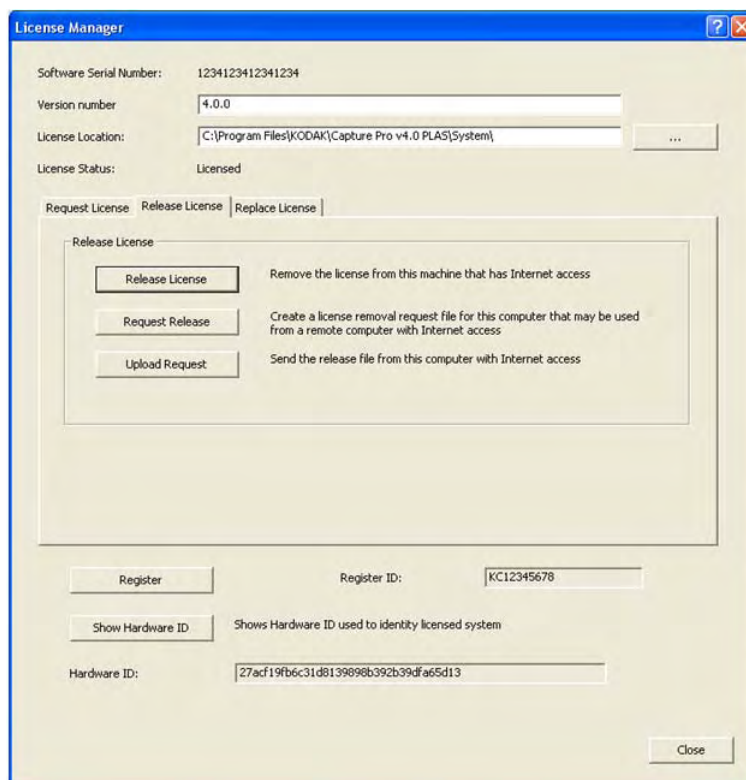 License Manager
Software Serial Number: 1234123412341234
Version number 4.0.0
License Location: C:\Program Files\KODAK\Capture Pro v4.0 PLAS\System\ ...
License Status: Licensed
Request License Release License Replace License
Release License
Release License Remove the license from this machine that has Internet access
Request Release Create a license removal request file for this computer that may be used
from a remote computer with Internet access
Upload Request Send the release file from this computer with Internet access
Register Register ID: KC12345678
Show Hardware ID Shows Hardware ID used to identity licensed system
Hardware ID: 27acf19fb6c31d8139898b392b39dfa65d13
Close